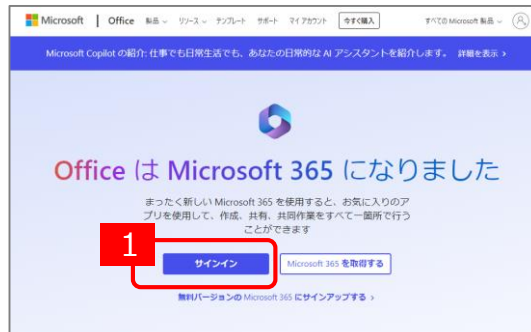 Microsoft | Office 製品 リソース テンプレート サポート マイ アカウント 今すぐ購入 すべての Microsoft 製品
Microsoft Copilot の紹介: 仕事でも日常生活でも、あなたの日常的な AI アシスタントを紹介します。 詳細を表示 >
Office は Microsoft 365 になりました
まったく新しい Microsoft 365 を使用すると、お気に入りのア
プリを使用して、作成、共有、共同作業をすべて一箇所で行う
ことができます
1
サインイン Microsoft 365 を取得する
無料バージョンの Microsoft 365 にサインアップする >